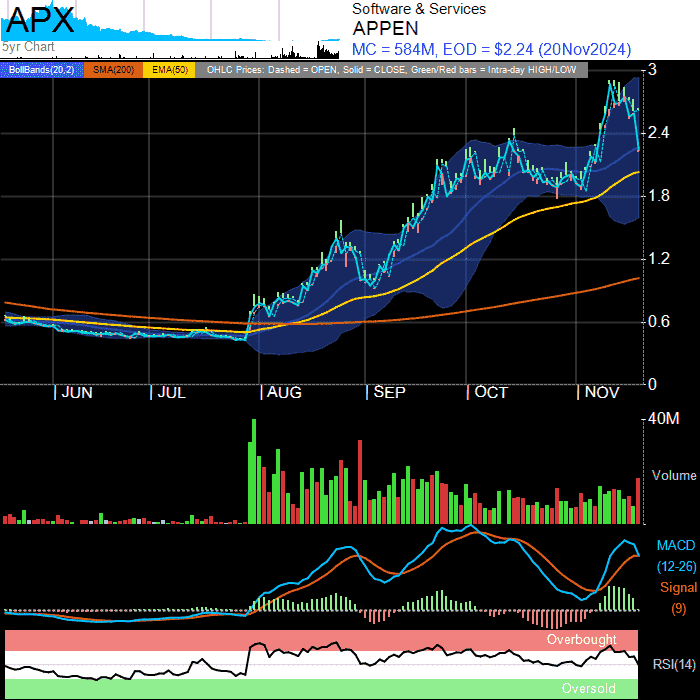 APX
5yr Chart
Software & Services
APPEN
MC = 584M, EOD = $2.24 (20Nov2024)
BollBands(20,2) SMA(200) EMA(50) OHLC Prices: Dashed = OPEN, Solid = CLOSE, Green/Red bars = Intra-day HIGH/LOW
3
2.4
1.8
1.2
0.6
0
| JUN | JUL | AUG | SEP | OCT | NOV
40M
Volume
MACD
(12-26)
Signal
(9)
Overbought
RSI(14)
Oversold